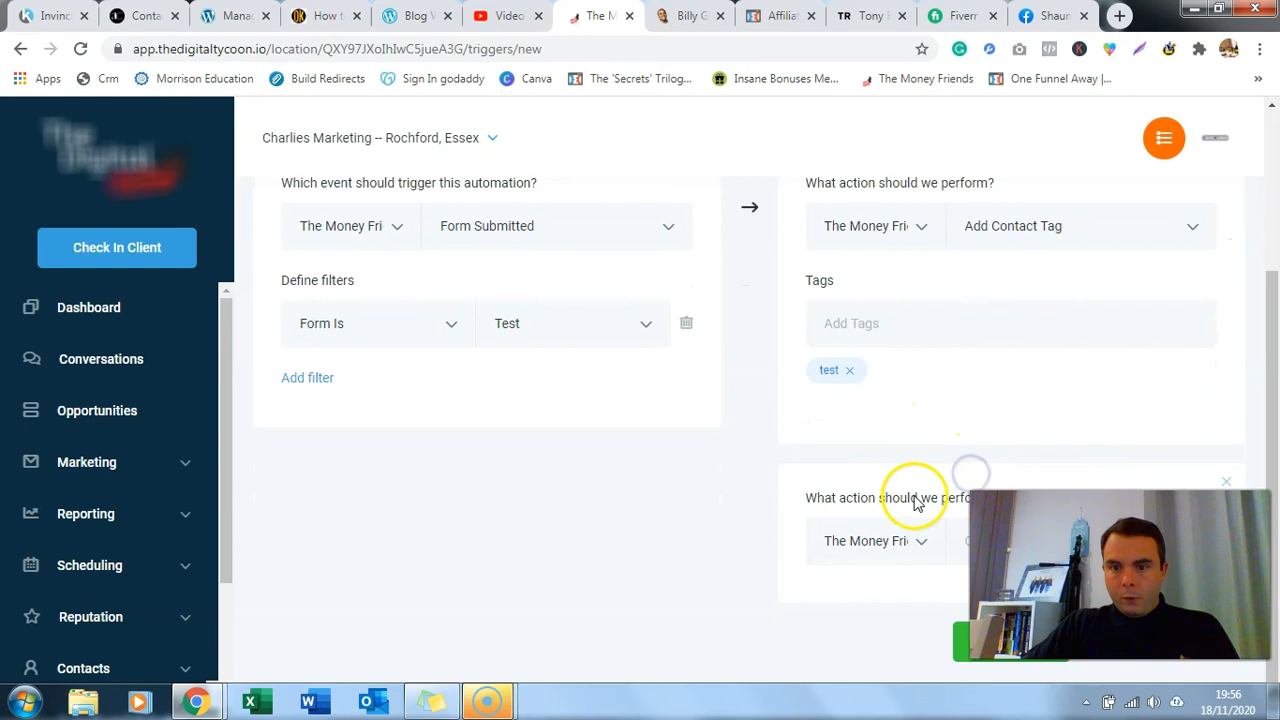 Invinc
Conta
Manag
How t
Blog
Video
The M
Billy G
Affilia
Tony
Fiverr
Shaun
app.thedigitaltycoon.io/location/QXY97JXoIhIwC5jueA3G/triggers/new
Apps
Crm
Morrison Education
Build Redirects
Sign In godaddy
Canva
The 'Secrets' Trilog...
Insane Bonuses Me...
The Money Friends
One Funnel Away |...
Charlies Marketing -- Rochford, Essex
Check In Client
Dashboard
Conversations
Opportunities
Marketing
Reporting
Scheduling
Reputation
Contacts
Which event should trigger this automation?
The Money Fri
Form Submitted
Define filters
Form Is
Test
Add filter
What action should we perform?
The Money Fri
Add Contact Tag
Tags
Add Tags
test
What action should we perfo
The Money Fri
19:56
18/11/2020